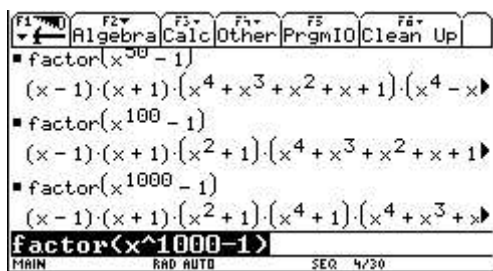 F1 F2 F3 F4 F5 F6
Algebra Calc Other PrgmIO Clean Up
factor(x^50 - 1)
(x - 1)·(x + 1)·(x^4 + x^3 + x^2 + x + 1)·(x^4 - x
factor(x^100 - 1)
(x - 1)·(x + 1)·(x^2 + 1)·(x^4 + x^3 + x^2 + x + 1
factor(x^1000 - 1)
(x - 1)·(x + 1)·(x^2 + 1)·(x^4 + 1)·(x^4 + x^3 + x
factor(x^1000-1)
MAIN RAD AUTO SEQ 4/30